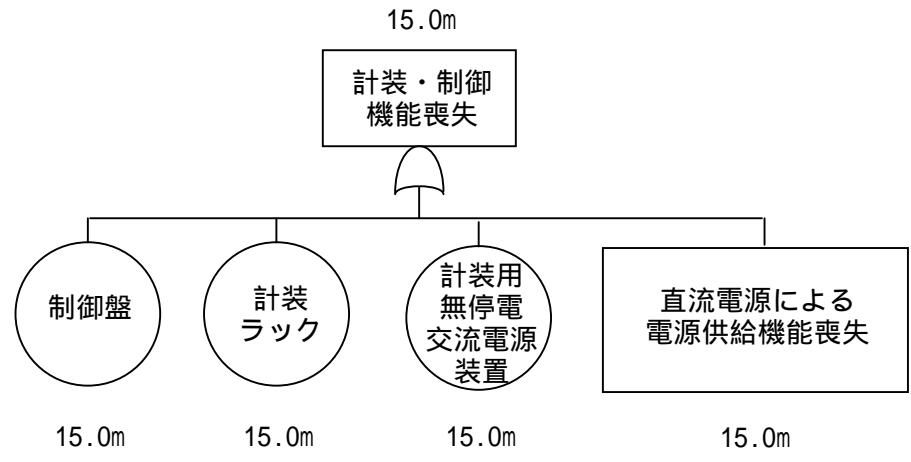 15.0m
計装・制御
機能喪失
制御盤
計装
ラック
計装用
無停電
交流電源
装置
直流電源による
電源供給機能喪失
15.0m
15.0m
15.0m
15.0m